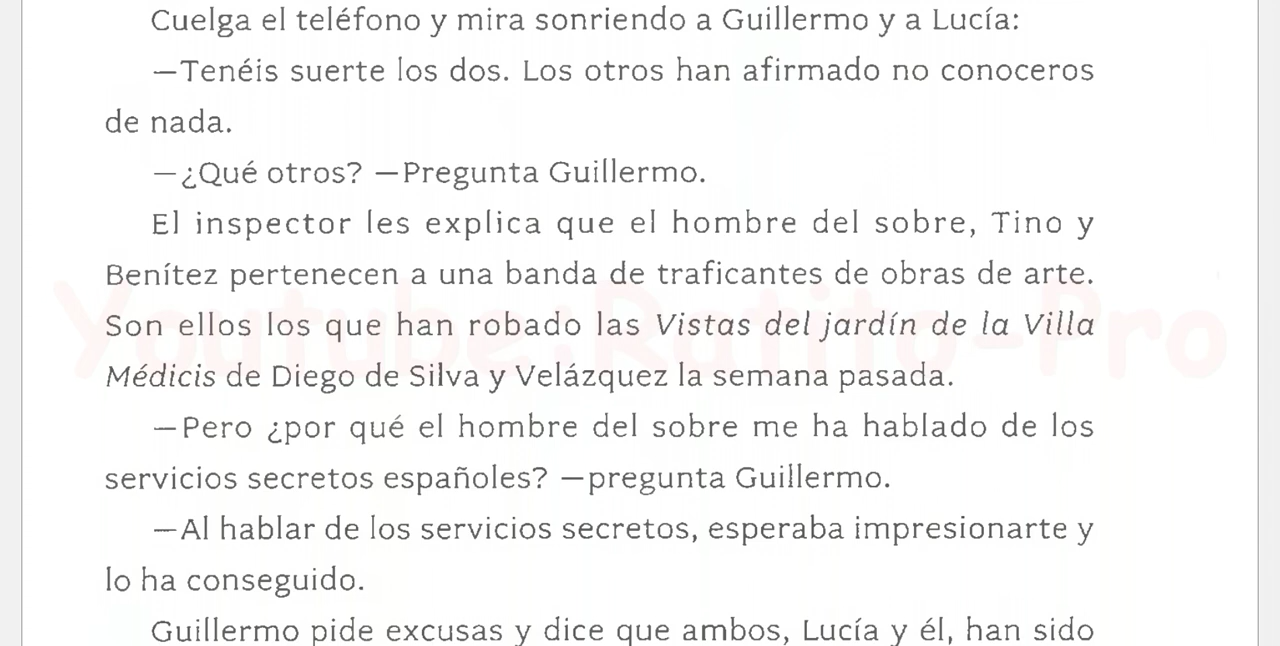 Cuelga el teléfono y mira sonriendo a Guillermo y a Lucía:
—Tenéis suerte los dos. Los otros han afirmado no conoceros
de nada.
—¿Qué otros? —Pregunta Guillermo.
El inspector les explica que el hombre del sobre, Tino y
Benítez pertenecen a una banda de traficantes de obras de arte.
Son ellos los que han robado las Vistas del jardín de la Villa
Médicis de Diego de Silva y Velázquez la semana pasada.
Youtube:Ratito-Pro
—Pero ¿por qué el hombre del sobre me ha hablado de los
servicios secretos españoles? —pregunta Guillermo.
—Al hablar de los servicios secretos, esperaba impresionarte y
lo ha conseguido.
Guillermo pide excusas y dice que ambos, Lucía y él, han sido